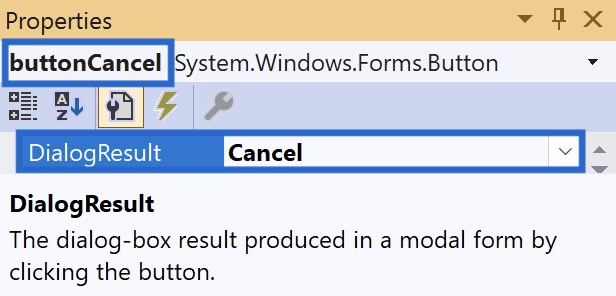 Properties
buttonCancel System.Windows.Forms.Button
A
Z
DialogResult Cancel
DialogResult
The dialog-box result produced in a modal form by
clicking the button.